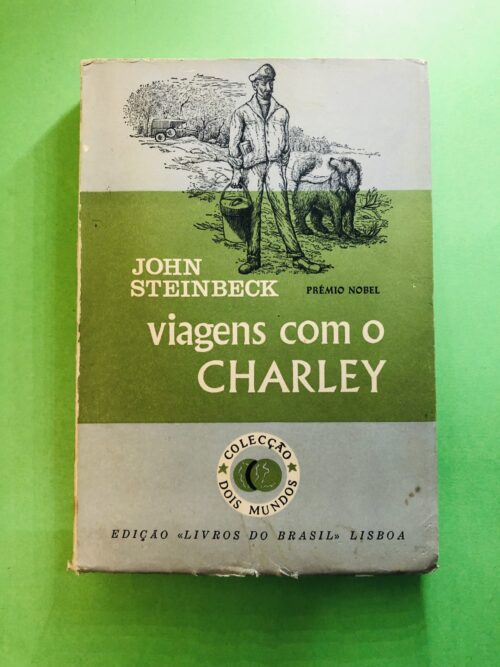 JOHN
STEINBECK
PRÉMIO NOBEL
viagens com o
CHARLEY
COLECÇÃO
DOIS MUNDOS
EDIÇÃO «LIVROS DO BRASIL» LISBOA